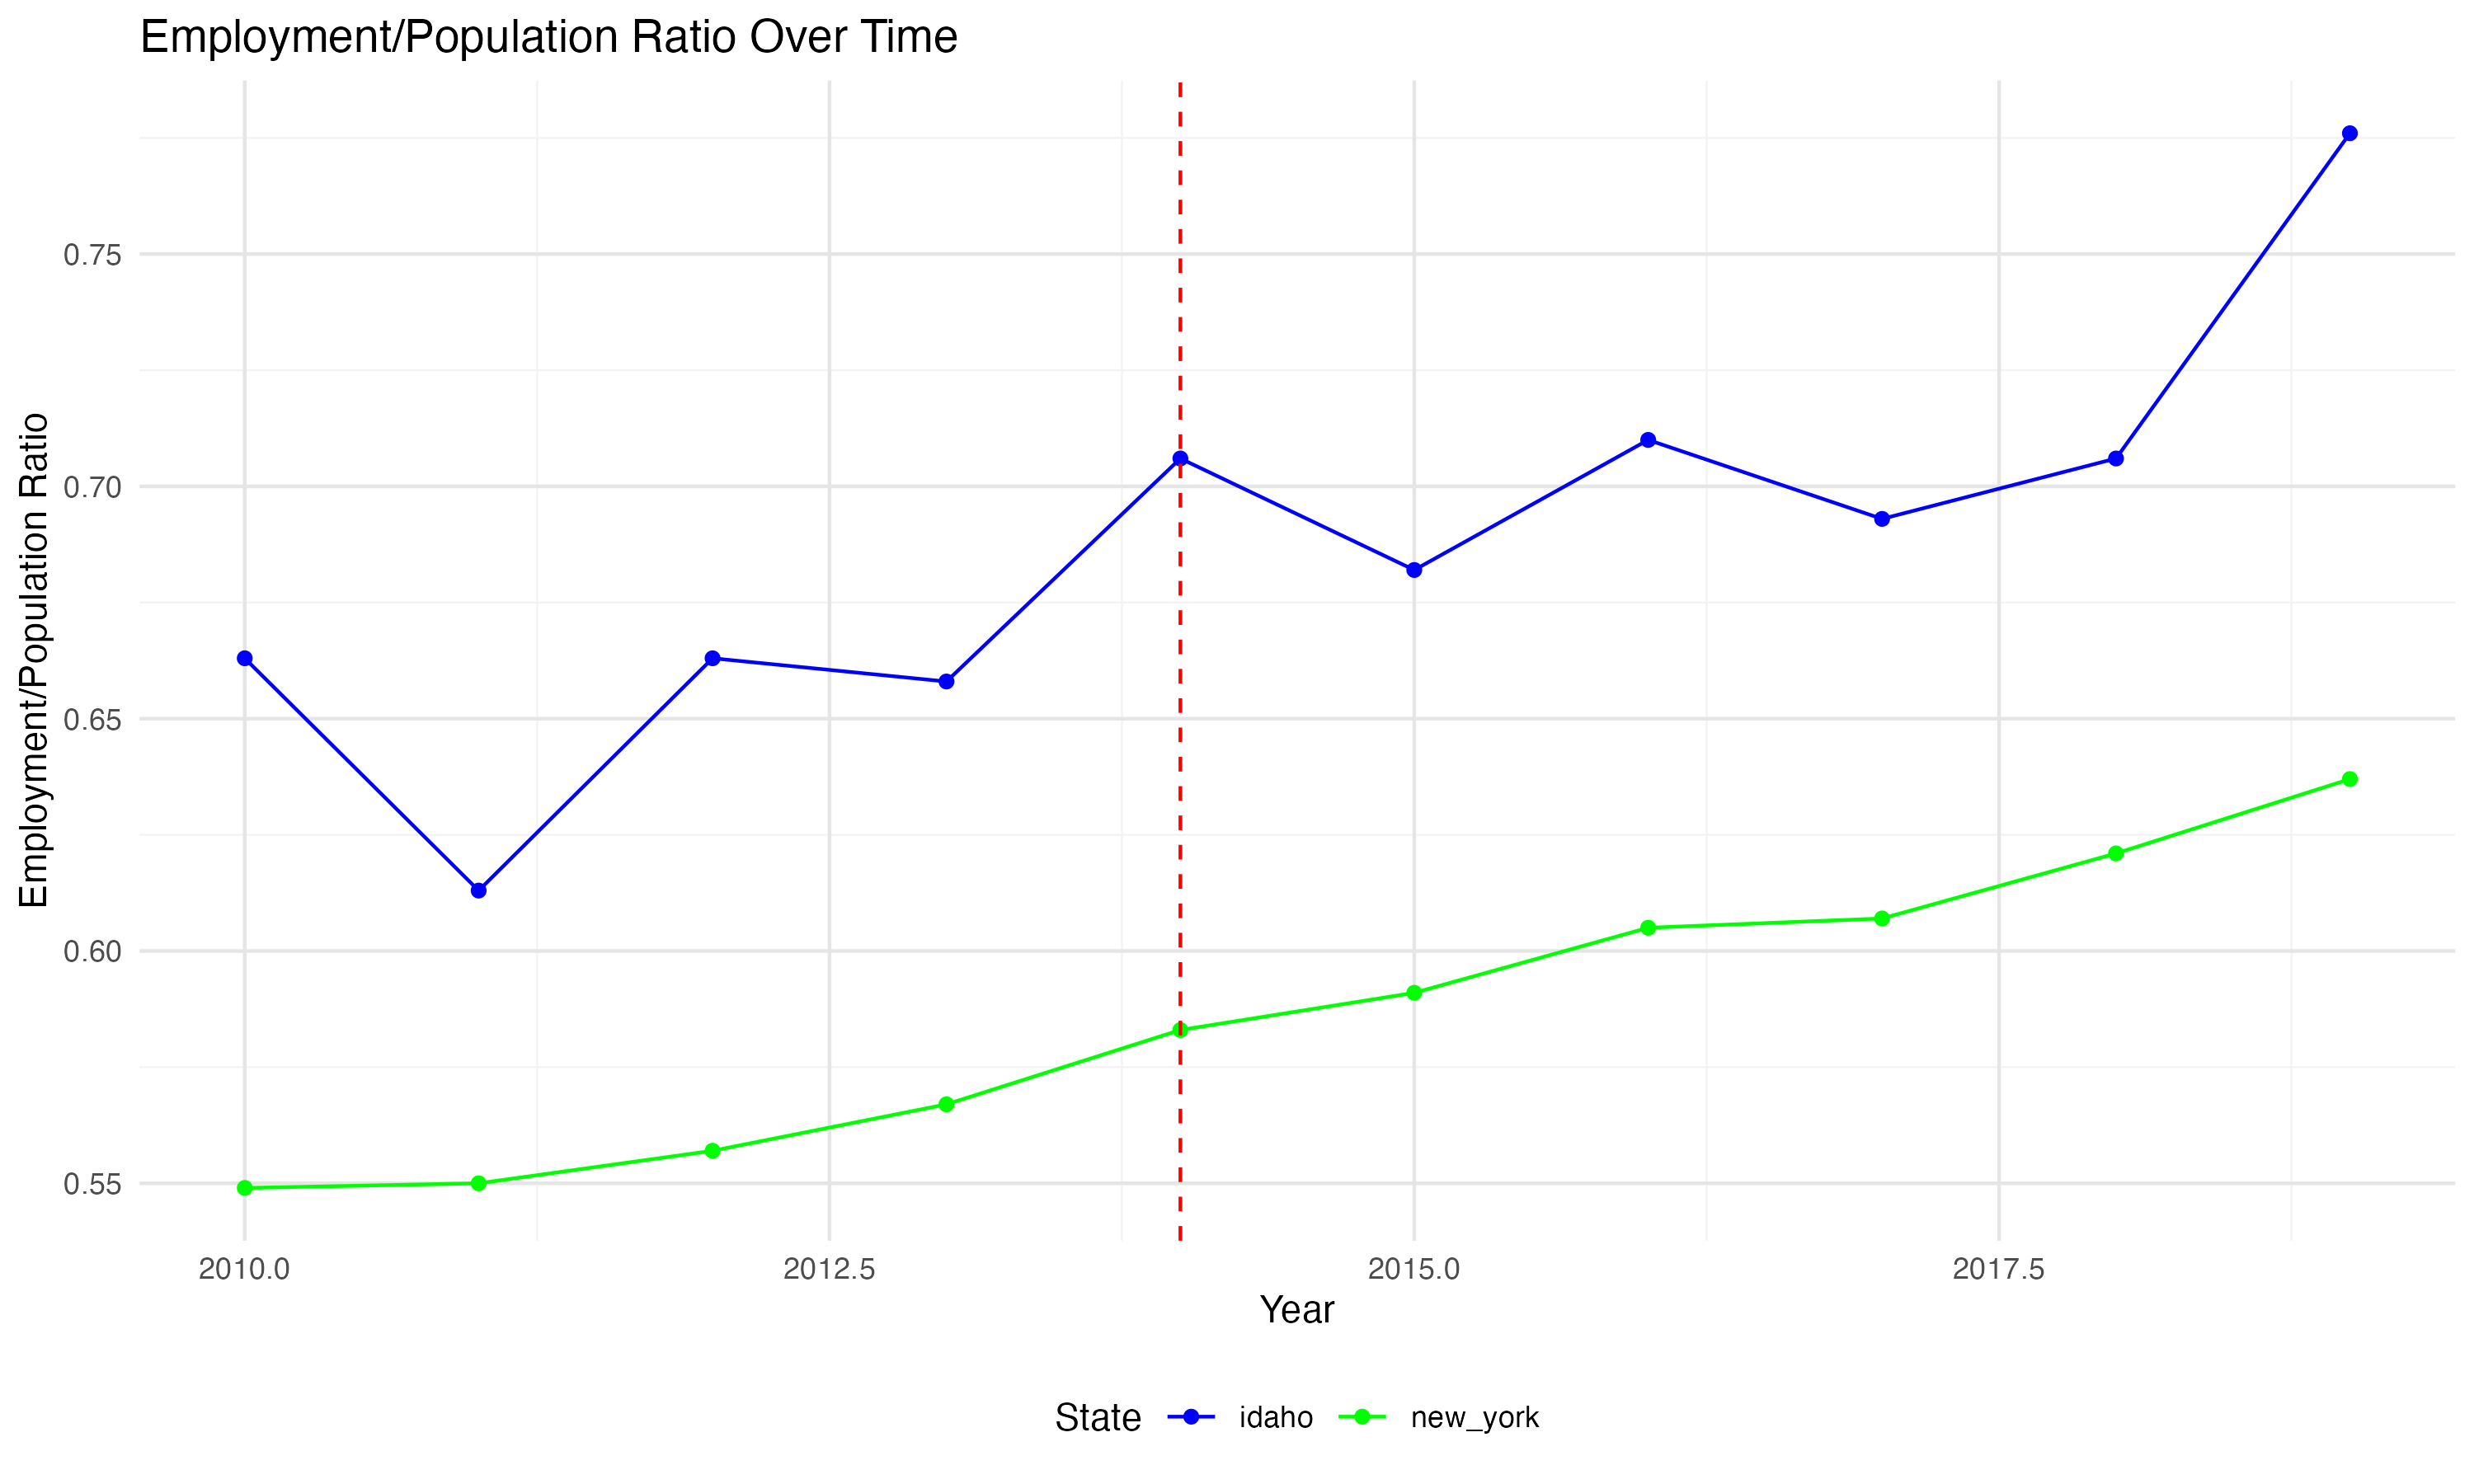 Employment/Population Ratio Over Time
Employment/Population Ratio
0.75
0.70
0.65
0.60
0.55
2010.0 2012.5 2015.0 2017.5
Year
State idaho new_york